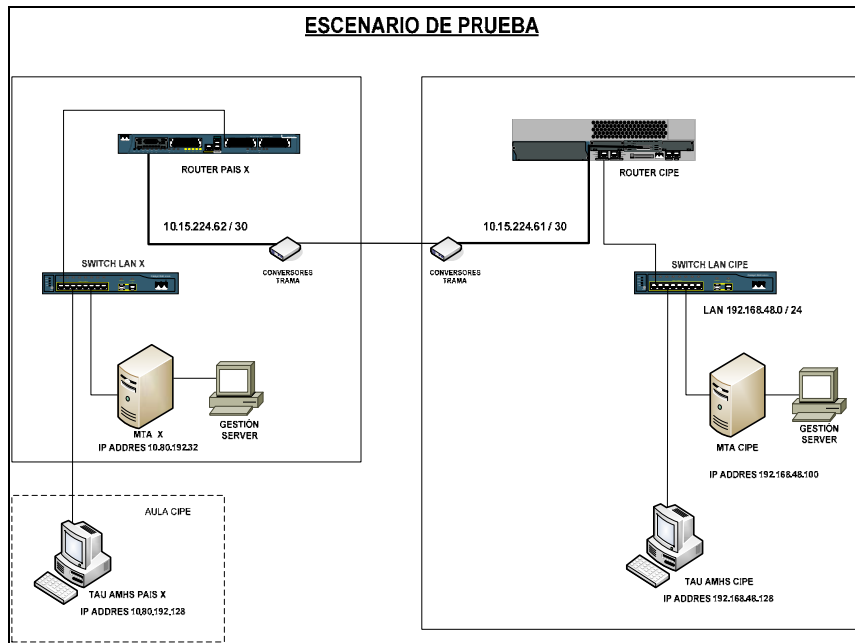 ESCENARIO DE PRUEBA
ROUTER PAIS X
ROUTER CIPE
10.15.224.62 / 30
10.15.224.61 / 30
CONVERSORES
TRAMA
CONVERSORES
TRAMA
SWITCH LAN X
SWITCH LAN CIPE
LAN 192.168.48.0 / 24
MTA X
IP ADDRES 10.80.192.32
GESTIÓN
SERVER
MTA CIPE
IP ADDRES 192.168.48.100
GESTIÓN
SERVER
AULA CIPE
TAU AMHS PAIS X
IP ADDRES 10.80.192.128
TAU AMHS CIPE
IP ADDRES 192.168.48.128